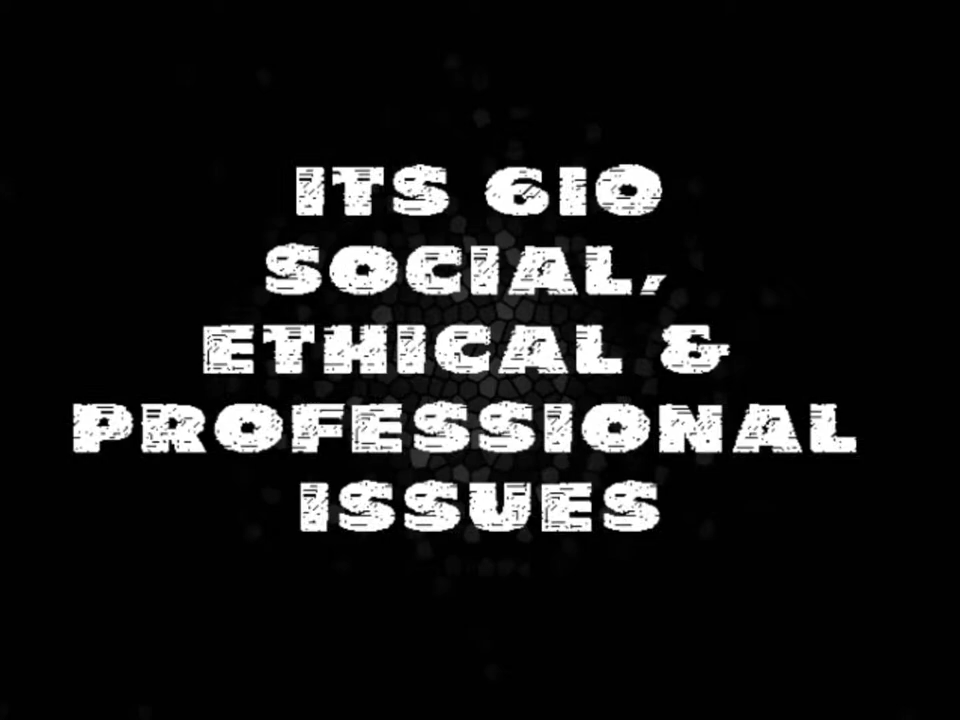 ITS 610
SOCIAL,
ETHICAL &
PROFESSIONAL
ISSUES